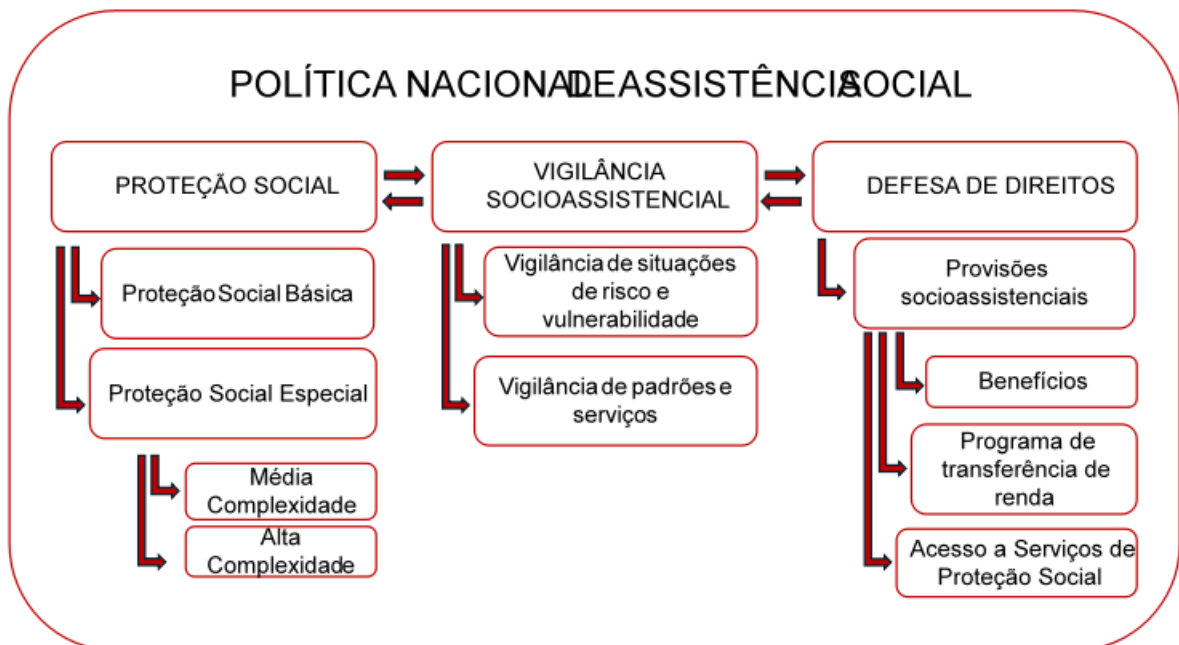 POLÍTICA NACIONAL DE ASSISTÊNCIA SOCIAL
PROTEÇÃO SOCIAL
Proteção Social Básica
Proteção Social Especial
Média
Complexidade
Alta
Complexidade
VIGILÂNCIA
SOCIOASSISTENCIAL
Vigilância de situações
de risco e
vulnerabilidade
Vigilância de padrões e
serviços
DEFESA DE DIREITOS
Provisões
socioassistenciais
Benefícios
Programa de
transferência de
renda
Acesso a Serviços de
Proteção Social